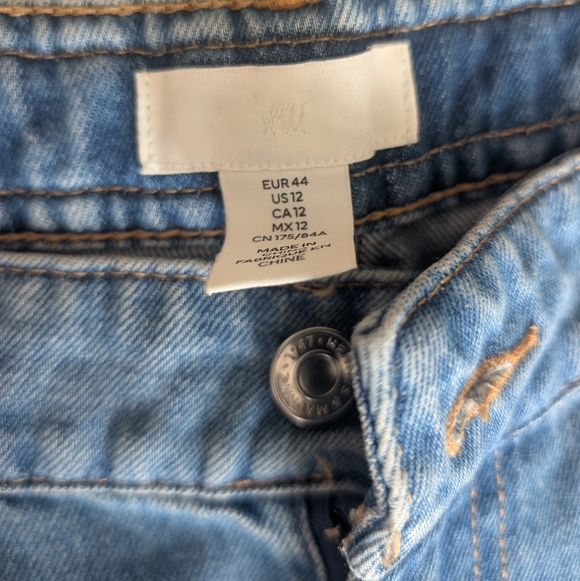 H&M
EUR 44
US 12
CA 12
MX 12
CN 175/84A
MADE IN
FABRIQUÉ EN
CHINE